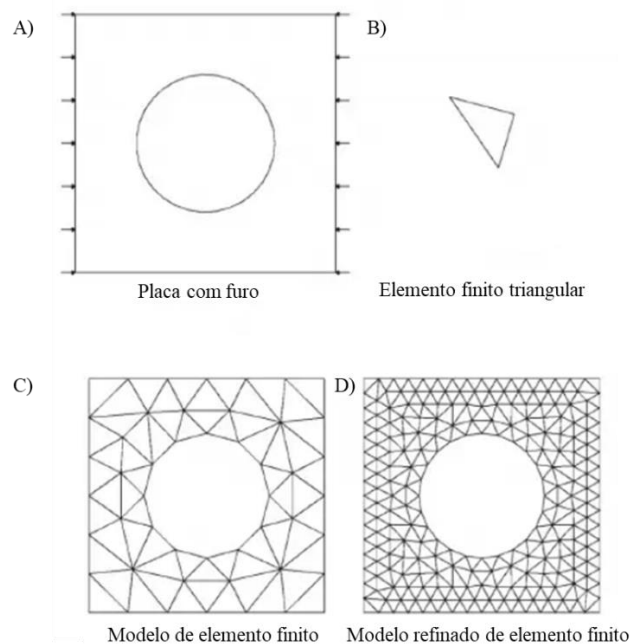 A)
B)
Placa com furo
Elemento finito triangular
C)
D)
Modelo de elemento finito
Modelo refinado de elemento finito